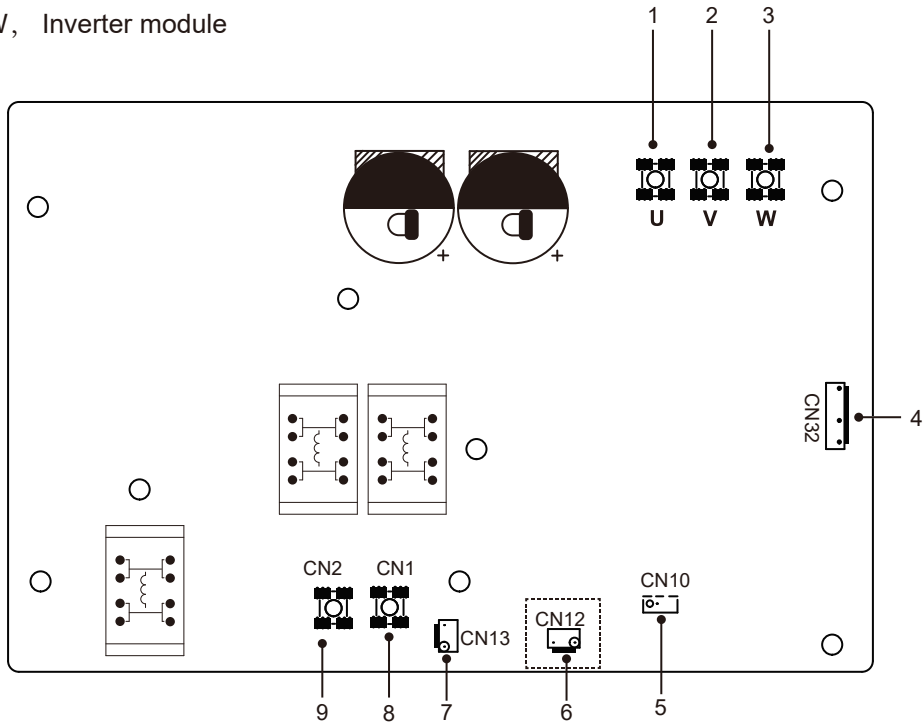 , Inverter module
1 2 3
U V W
+ +
CN32
4
CN2 CN1
CN10
CN12
CN13
9 8 7 6 5